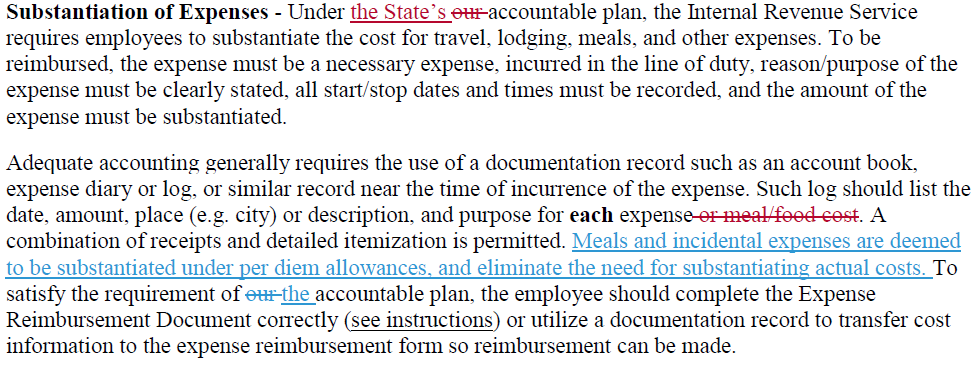 Substantiation of Expenses - Under the State’s our accountable plan, the Internal Revenue Service
requires employees to substantiate the cost for travel, lodging, meals, and other expenses. To be
reimbursed, the expense must be a necessary expense, incurred in the line of duty, reason/purpose of the
expense must be clearly stated, all start/stop dates and times must be recorded, and the amount of the
expense must be substantiated.
Adequate accounting generally requires the use of a documentation record such as an account book,
expense diary or log, or similar record near the time of incurrence of the expense. Such log should list the
date, amount, place (e.g. city) or description, and purpose for each expense or meal/food cost. A
combination of receipts and detailed itemization is permitted. Meals and incidental expenses are deemed
to be substantiated under per diem allowances, and eliminate the need for substantiating actual costs. To
satisfy the requirement of our the accountable plan, the employee should complete the Expense
Reimbursement Document correctly (see instructions) or utilize a documentation record to transfer cost
information to the expense reimbursement form so reimbursement can be made.